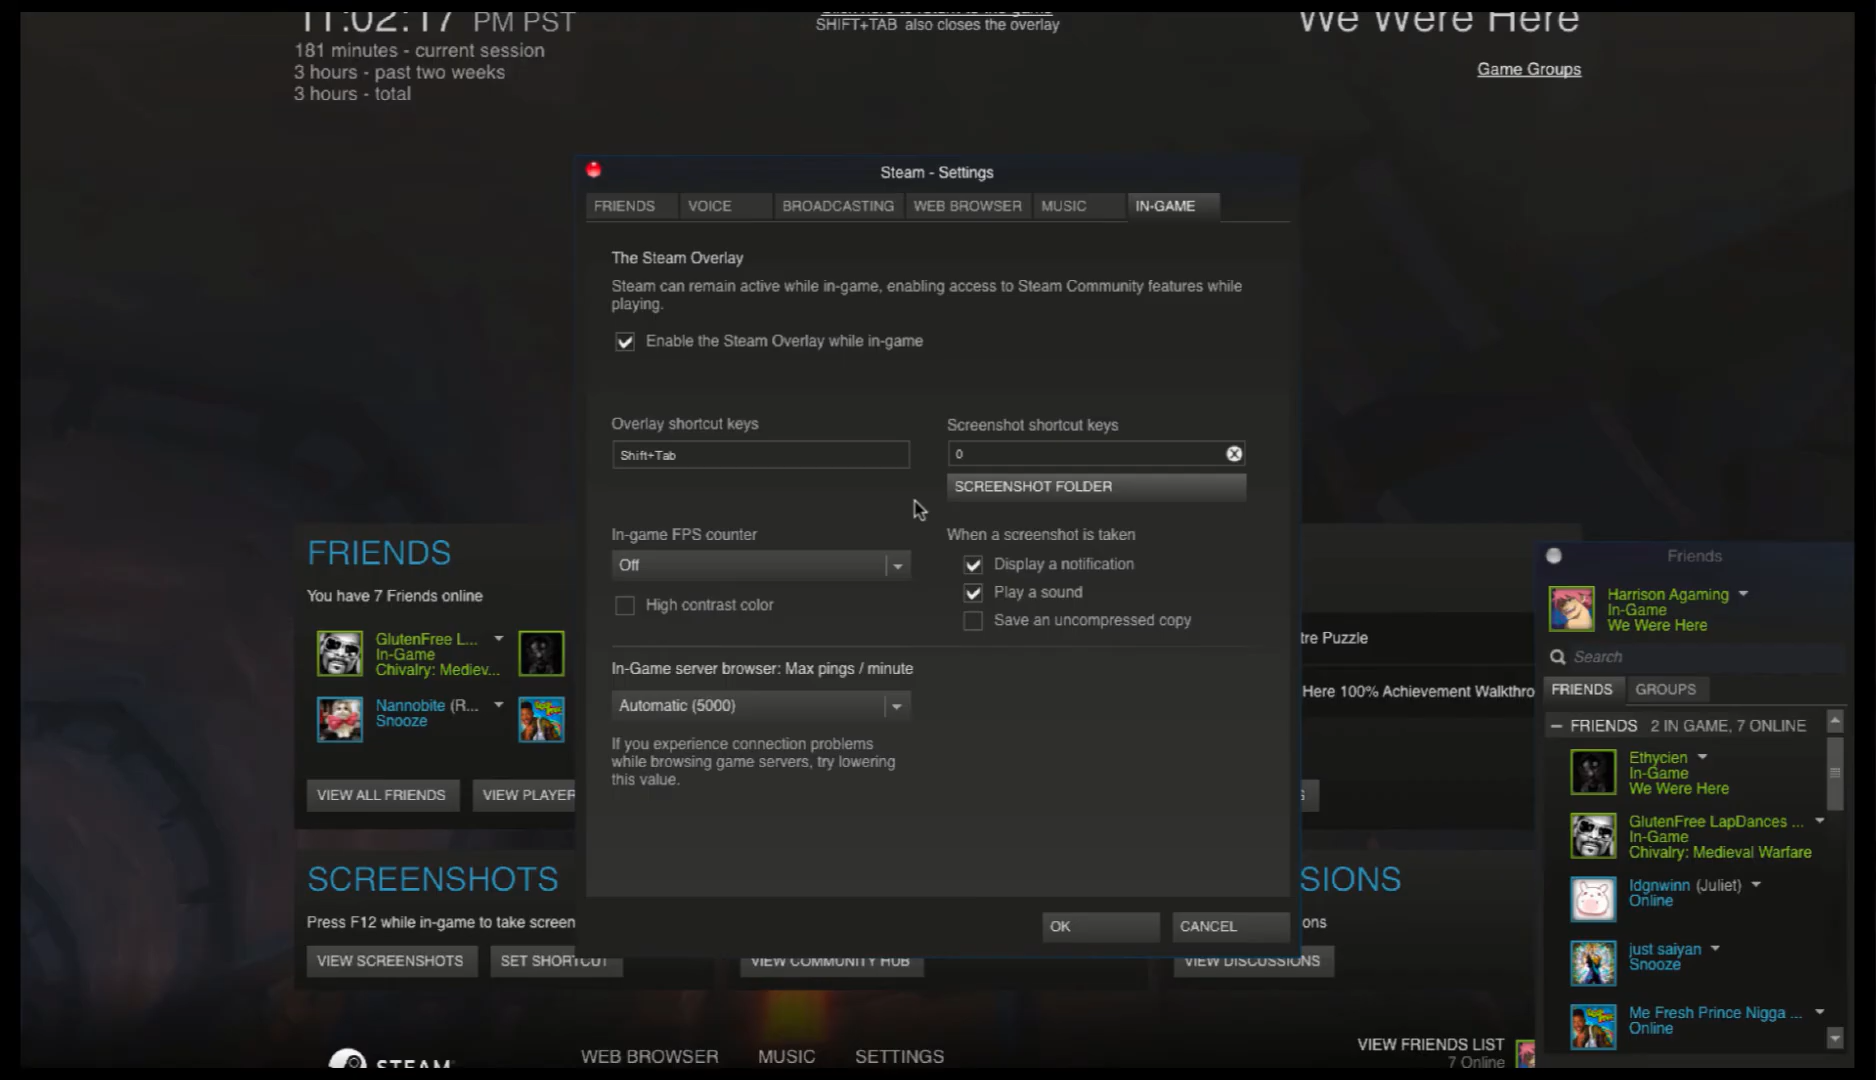 11:02:17 PM PST
181 minutes - current session
3 hours - past two weeks
3 hours - total
Click here to return to the game
SHIFT+TAB also closes the overlay
We Were Here
Game Groups
Steam - Settings
FRIENDS
VOICE
BROADCASTING
WEB BROWSER
MUSIC
IN-GAME
The Steam Overlay
Steam can remain active while in-game, enabling access to Steam Community features while
playing.
Enable the Steam Overlay while in-game
Overlay shortcut keys
Shift+Tab
Screenshot shortcut keys
0
SCREENSHOT FOLDER
In-game FPS counter
Off
High contrast color
When a screenshot is taken
Display a notification
Play a sound
Save an uncompressed copy
In-Game server browser: Max pings / minute
Automatic (5000)
If you experience connection problems
while browsing game servers, try lowering
this value.
OK
CANCEL
FRIENDS
You have 7 Friends online
GlutenFree L...
In-Game
Chivalry: Mediev...
Nannobite (R...
Snooze
VIEW ALL FRIENDS
VIEW PLAYER
tre Puzzle
Here 100% Achievement Walkthro
SCREENSHOTS
Press F12 while in-game to take screen
VIEW SCREENSHOTS
SET SHORTCUT
VIEW COMMUNITY HUB
SIONS
ons
VIEW DISCUSSIONS
Friends
Harrison Agaming
In-Game
We Were Here
Search
FRIENDS
GROUPS
FRIENDS 2 IN GAME, 7 ONLINE
Ethycien
In-Game
We Were Here
GlutenFree LapDances ...
In-Game
Chivalry: Medieval Warfare
Idgnwinn (Juliet)
Online
just saiyan
Snooze
Me Fresh Prince Nigga ...
Online
STEAM
WEB BROWSER
MUSIC
SETTINGS
VIEW FRIENDS LIST
7 Online